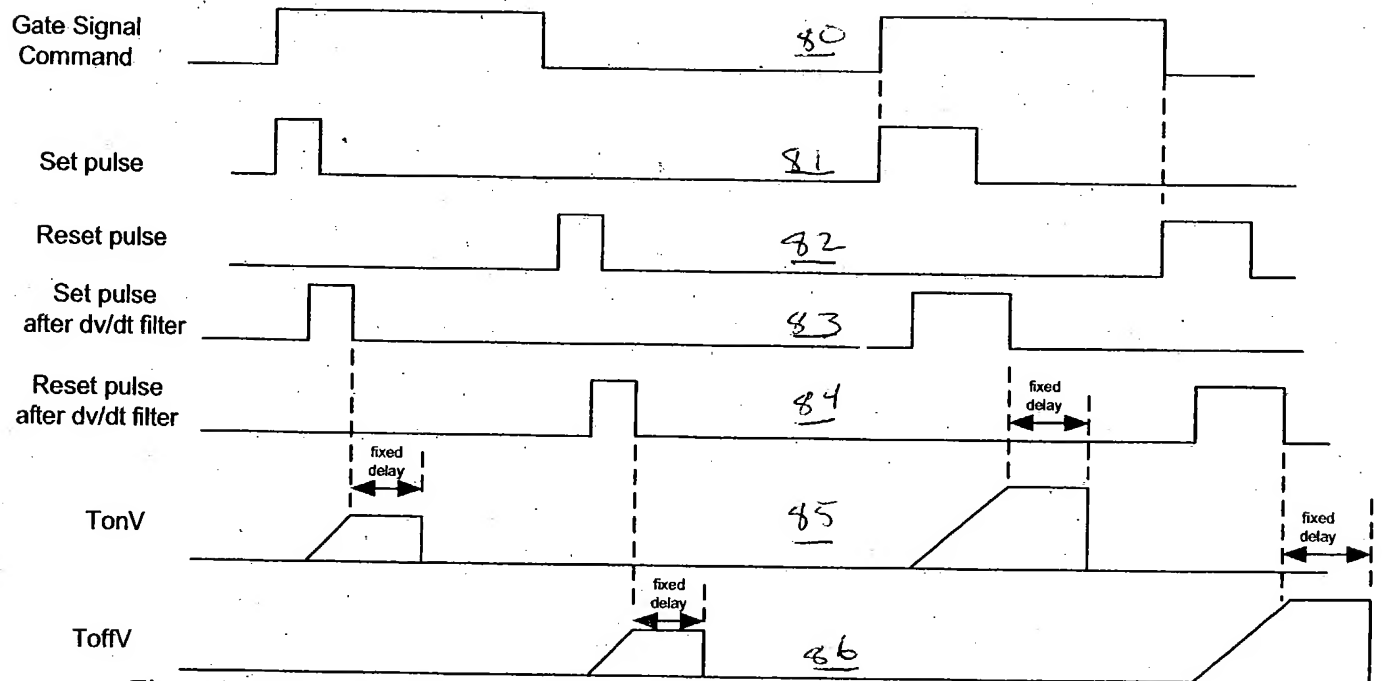 Gate Signal
Command
80
Set pulse
81
Reset pulse
82
Set pulse
after dv/dt filter
83
Reset pulse
after dv/dt filter
84
fixed
delay
fixed
delay
TonV
85
fixed
delay
fixed
delay
ToffV
86